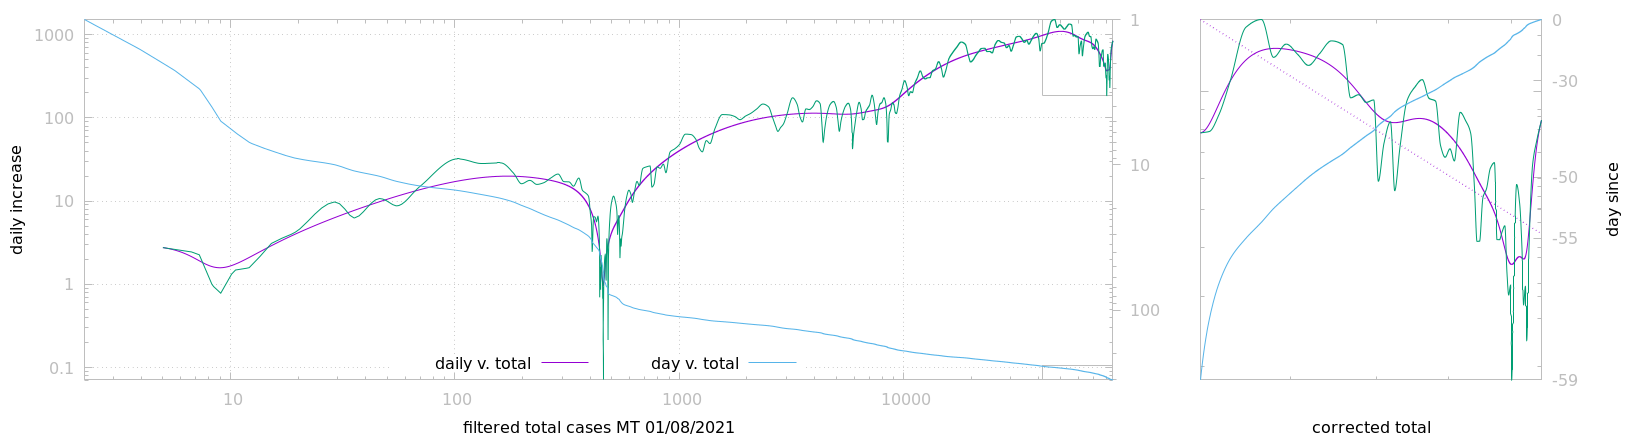 daily increase
1000
100
10
1
0.1
10
100
1000
10000
1
10
100
daily v. total
day v. total
filtered total cases MT 01/08/2021
0
-30
-50
-55
-59
day since
corrected total